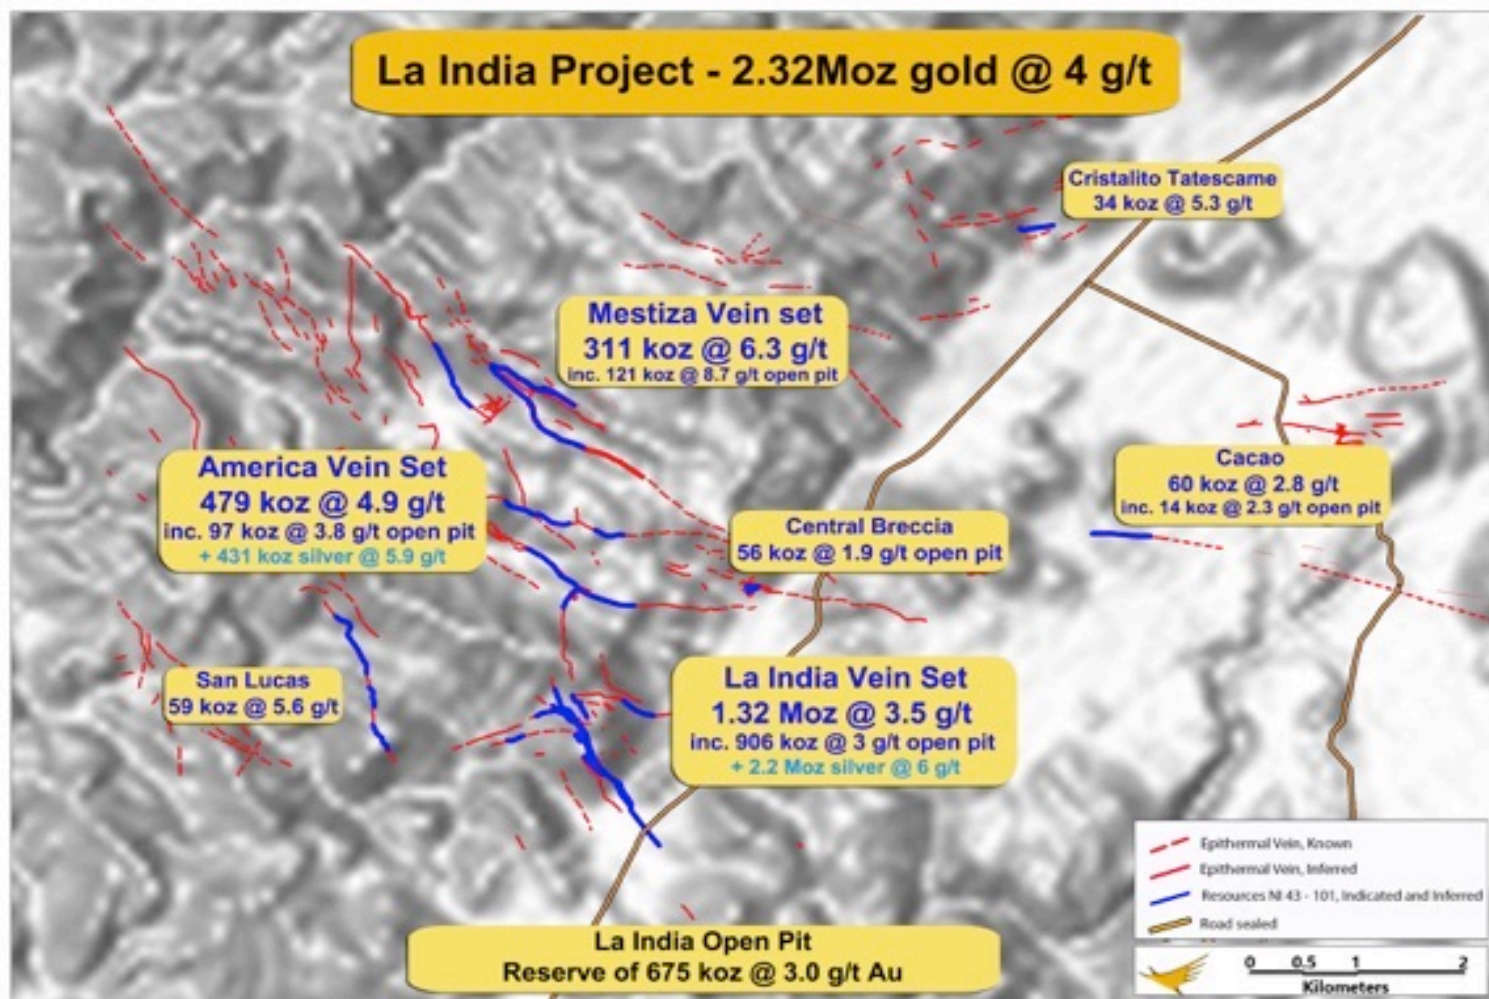 La India Project - 2.32Moz gold @ 4 g/t
Cristalito Tatescame
34 koz @ 5.3 g/t
Mestiza Vein set
311 koz @ 6.3 g/t
inc. 121 koz @ 8.7 g/t open pit
America Vein Set
479 koz @ 4.9 g/t
inc. 97 koz @ 3.8 g/t open pit
+ 431 koz silver @ 5.9 g/t
Cacao
60 koz @ 2.8 g/t
inc. 14 koz @ 2.3 g/t open pit
Central Breccia
56 koz @ 1.9 g/t open pit
San Lucas
59 koz @ 5.6 g/t
La India Vein Set
1.32 Moz @ 3.5 g/t
inc. 906 koz @ 3 g/t open pit
+ 2.2 Moz silver @ 6 g/t
Epithermal Vein, Known
Epithermal Vein, Inferred
Resources NI 43 - 101, Indicated and Inferred
Road sealed
0 0.5 1 2
Kilometers
La India Open Pit
Reserve of 675 koz @ 3.0 g/t Au